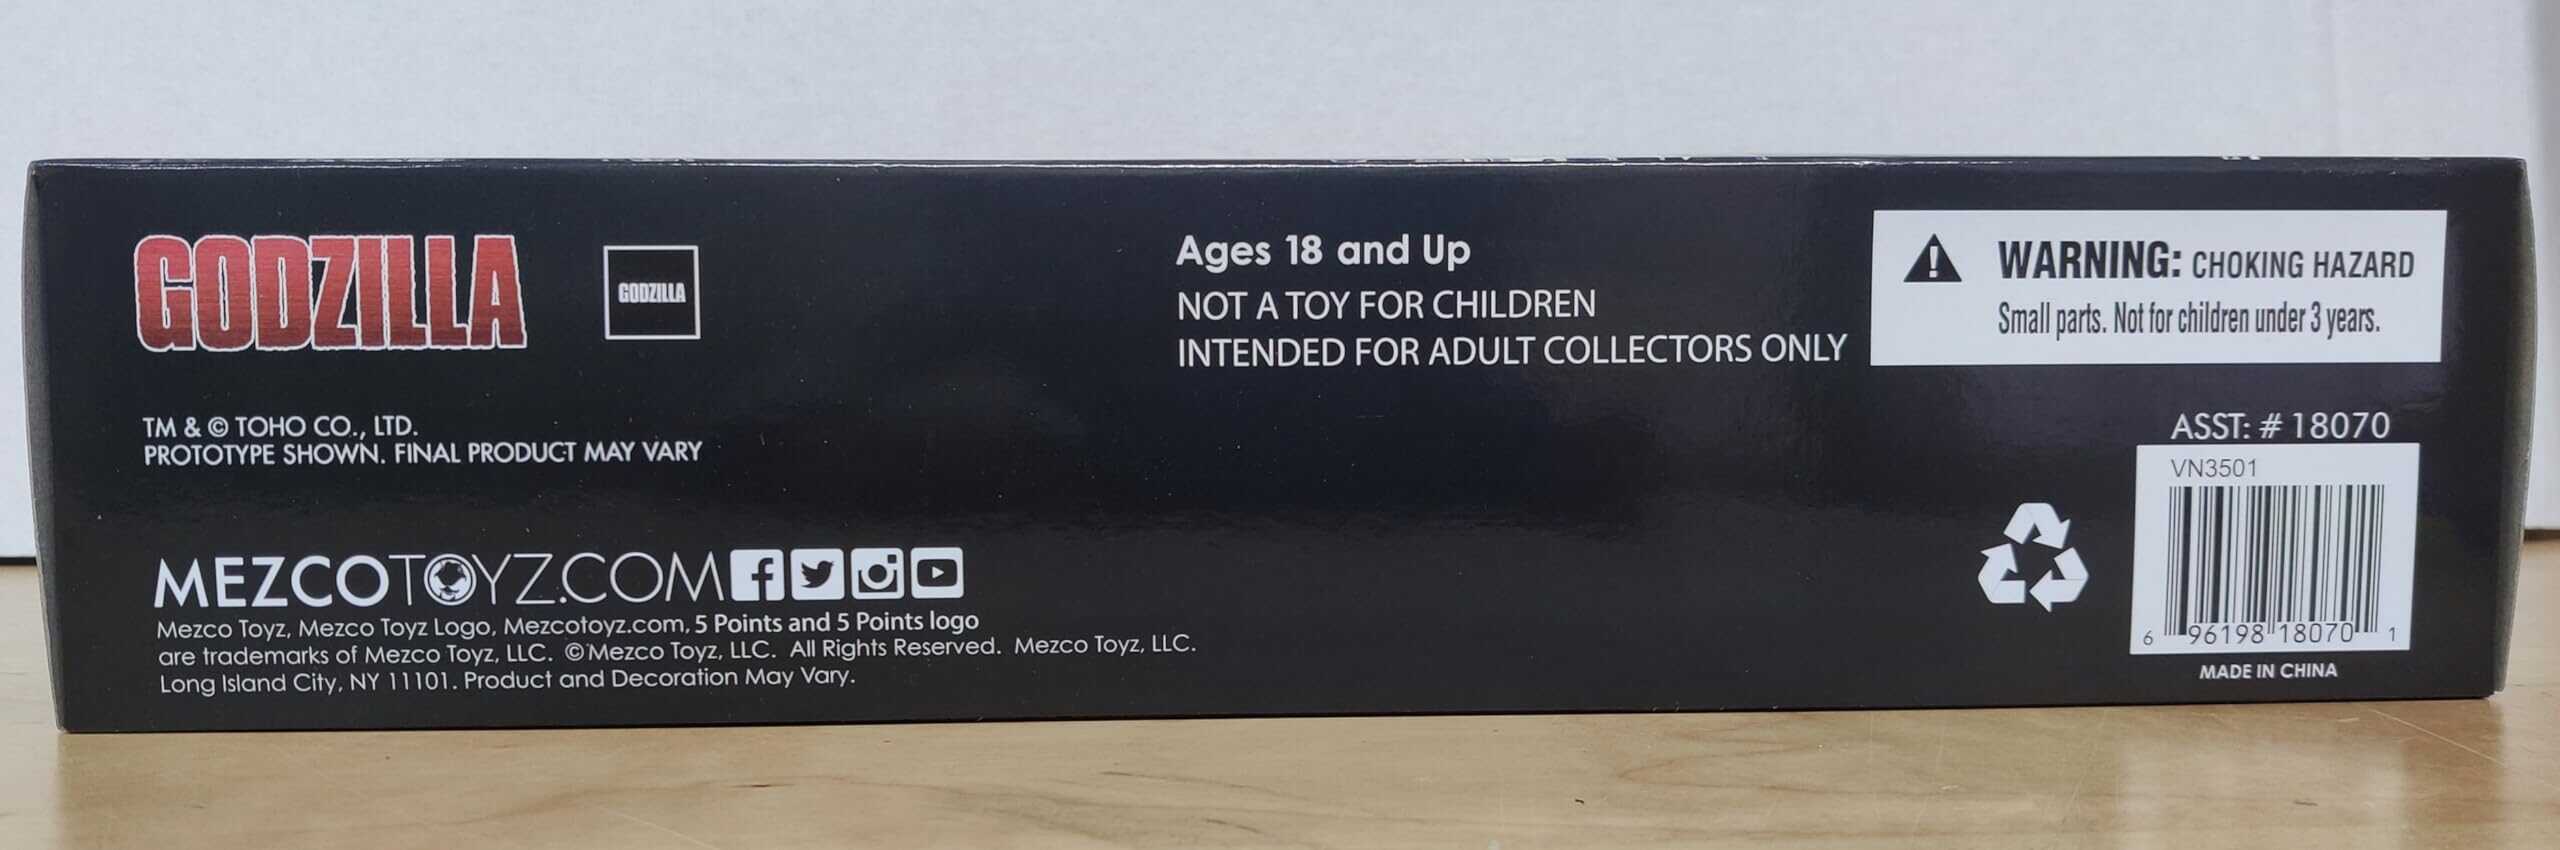 GODZILLA
GODZILLA
TM & © TOHO CO., LTD.
PROTOTYPE SHOWN. FINAL PRODUCT MAY VARY
MEZCOTOYZ.COM
Mezco Toyz, Mezco Toyz Logo, Mezcotoyz.com, 5 Points and 5 Points logo
are trademarks of Mezco Toyz, LLC. © Mezco Toyz, LLC. All Rights Reserved. Mezco Toyz, LLC.
Long Island City, NY 11101. Product and Decoration May Vary.
Ages 18 and Up
NOT A TOY FOR CHILDREN
INTENDED FOR ADULT COLLECTORS ONLY
WARNING: CHOKING HAZARD
Small parts. Not for children under 3 years.
ASST: # 18070
VN3501
6 96198 18070 1
MADE IN CHINA